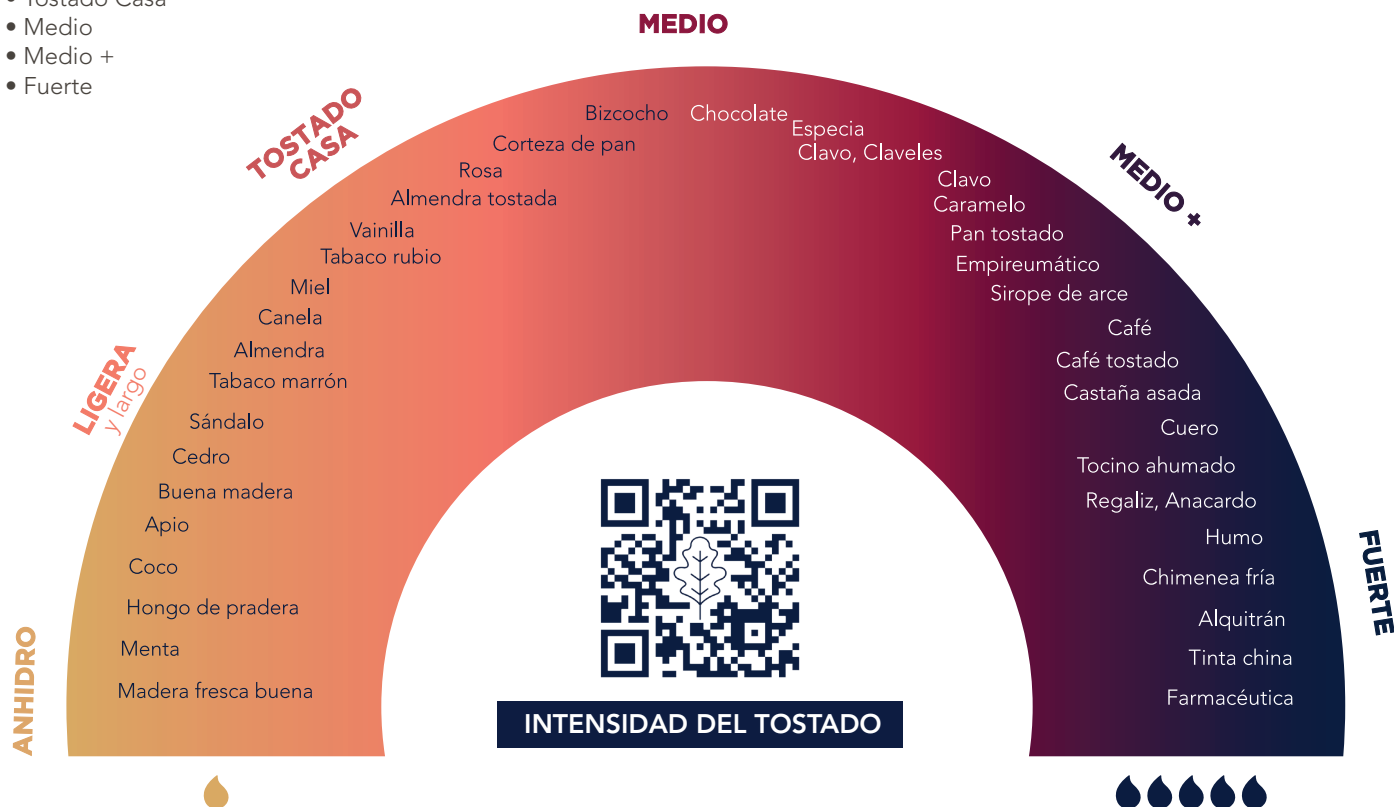 • Tostado Casa
• Medio
• Medio +
• Fuerte
MEDIO
TOSTADO
CASA
MEDIO +
LIGERA
y largo
ANHIDRO
FUERTE
Bizcocho
Corteza de pan
Rosa
Almendra tostada
Vainilla
Tabaco rubio
Miel
Canela
Almendra
Tabaco marrón
Sándalo
Cedro
Buena madera
Apio
Coco
Hongo de pradera
Menta
Madera fresca buena
Chocolate
Especia
Clavo, Claveles
Clavo
Caramelo
Pan tostado
Empireumático
Sirope de arce
Café
Café tostado
Castaña asada
Cuero
Tocino ahumado
Regaliz, Anacardo
Humo
Chimenea fría
Alquitrán
Tinta china
Farmacéutica
INTENSIDAD DEL TOSTADO